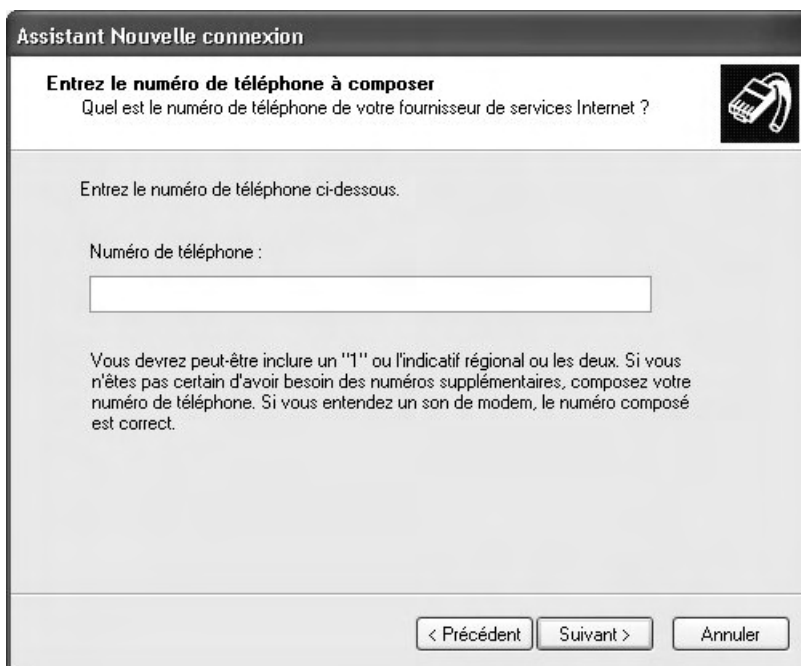 Assistant Nouvelle connexion
Entrez le numéro de téléphone à composer
Quel est le numéro de téléphone de votre fournisseur de services Internet ?
Entrez le numéro de téléphone ci-dessous.
Numéro de téléphone :
Vous devrez peut-être inclure un "1" ou l'indicatif régional ou les deux. Si vous
n'êtes pas certain d'avoir besoin des numéros supplémentaires, composez votre
numéro de téléphone. Si vous entendez un son de modem, le numéro composé
est correct.
< Précédent Suivant > Annuler